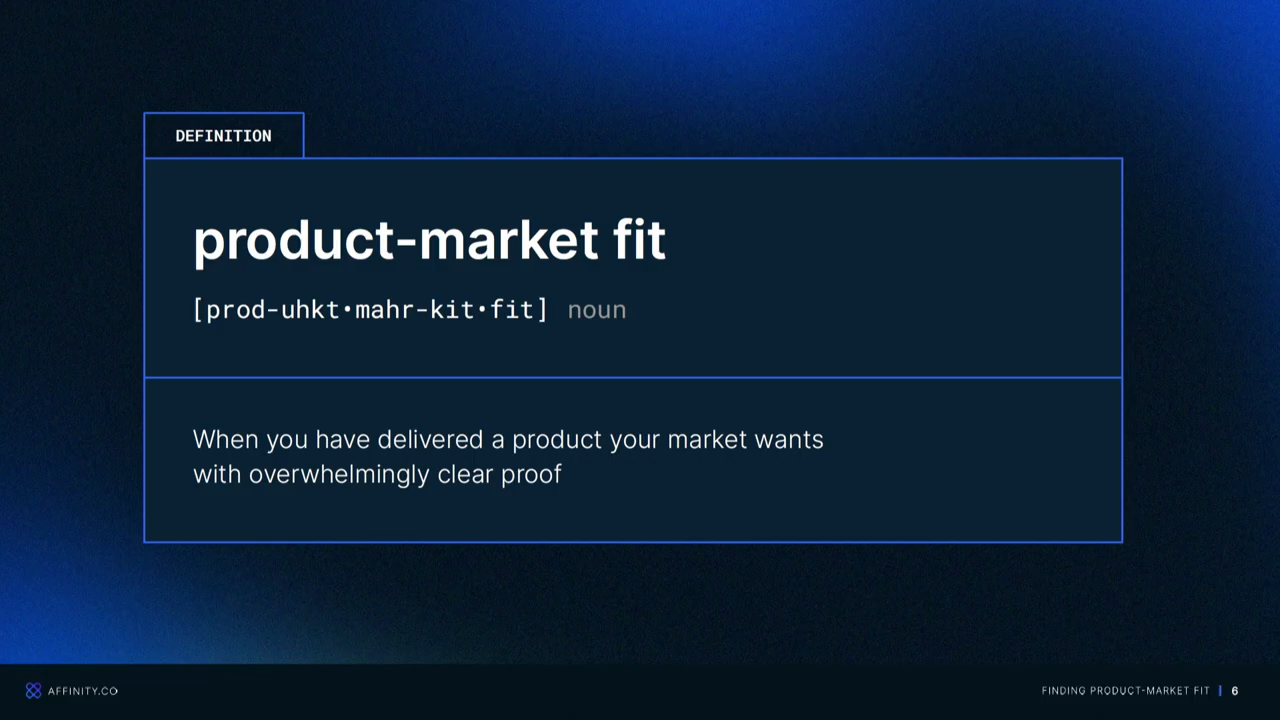 DEFINITION
product-market fit
[prod-uhkt•mahr-kit•fit] noun
When you have delivered a product your market wants
with overwhelmingly clear proof
AFFINITY.CO
FINDING PRODUCT-MARKET FIT | 6